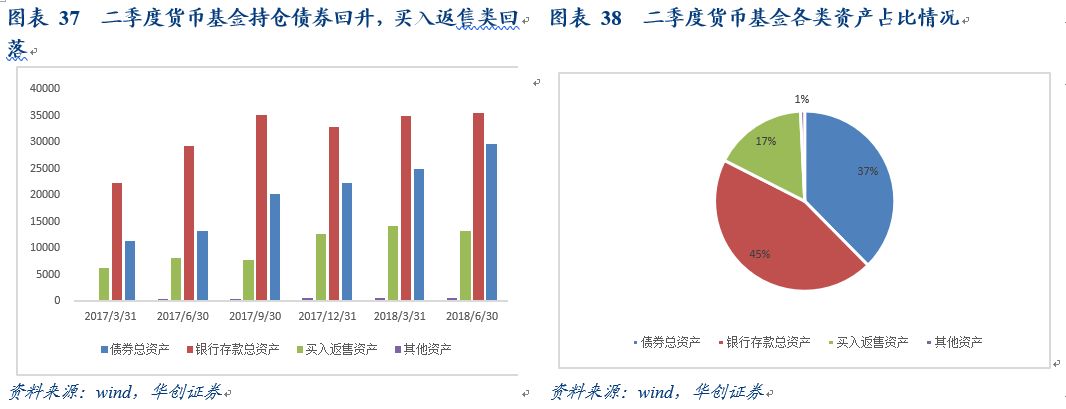 图表 37 二季度货币基金持仓债券回升，买入返售类回
落
40000
35000
30000
25000
20000
15000
10000
5000
0
2017/3/31 2017/6/30 2017/9/30 2017/12/31 2018/3/31 2018/6/30
债券总资产 银行存款总资产 买入返售资产 其他资产
资料来源：wind，华创证券
图表 38 二季度货币基金各类资产占比情况
1%
17%
37%
45%
债券总资产 银行存款总资产 买入返售资产 其他资产
资料来源：wind，华创证券